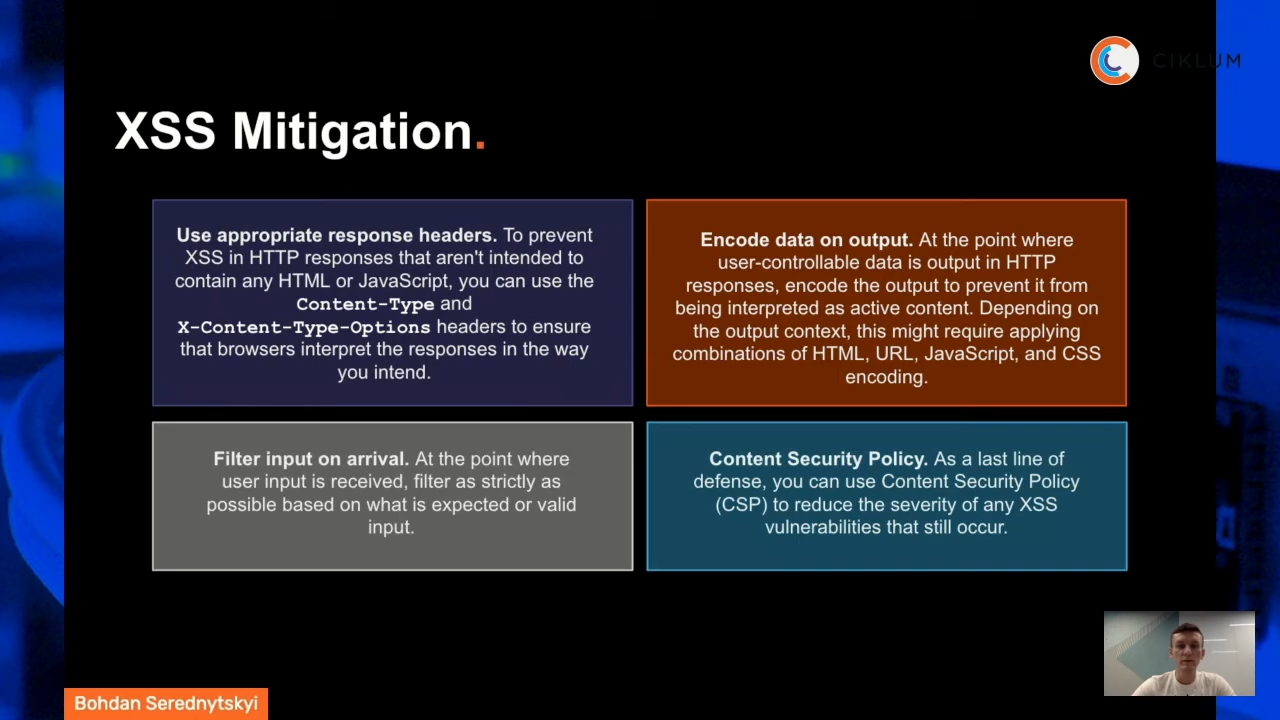 CIKLUM
XSS Mitigation.
Use appropriate response headers. To prevent
XSS in HTTP responses that aren't intended to
contain any HTML or JavaScript, you can use the
Content-Type and
X-Content-Type-Options headers to ensure
that browsers interpret the responses in the way
you intend.
Encode data on output. At the point where
user-controllable data is output in HTTP
responses, encode the output to prevent it from
being interpreted as active content. Depending on
the output context, this might require applying
combinations of HTML, URL, JavaScript, and CSS
encoding.
Filter input on arrival. At the point where
user input is received, filter as strictly as
possible based on what is expected or valid
input.
Content Security Policy. As a last line of
defense, you can use Content Security Policy
(CSP) to reduce the severity of any XSS
vulnerabilities that still occur.
Bohdan Serednytskyi